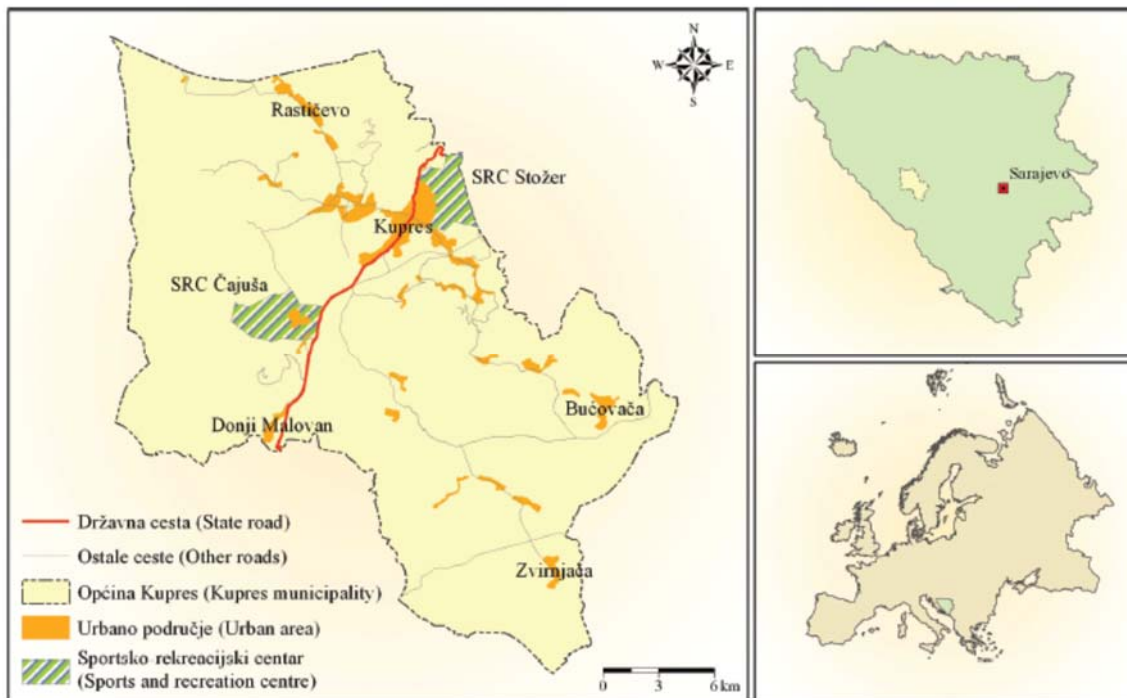 N
W E
S
Rastičevo
SRC Stožer
Kupres
SRC Čajuša
Bućovača
Donji Malovan
Zvirnjača
Državna cesta (State road)
Ostale ceste (Other roads)
Općina Kupres (Kupres municipality)
Urbano područje (Urban area)
Sportsko rekreacijski centar
(Sports and recreation centre)
0 3 6 km
Sarajevo